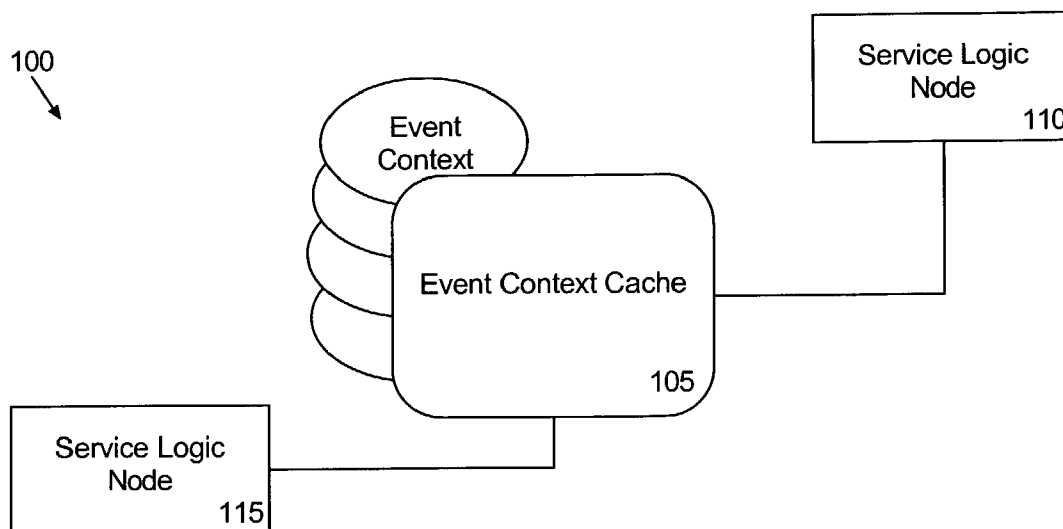 100
Service Logic
Node
110
Event
Context
Event Context Cache
105
Service Logic
Node
115